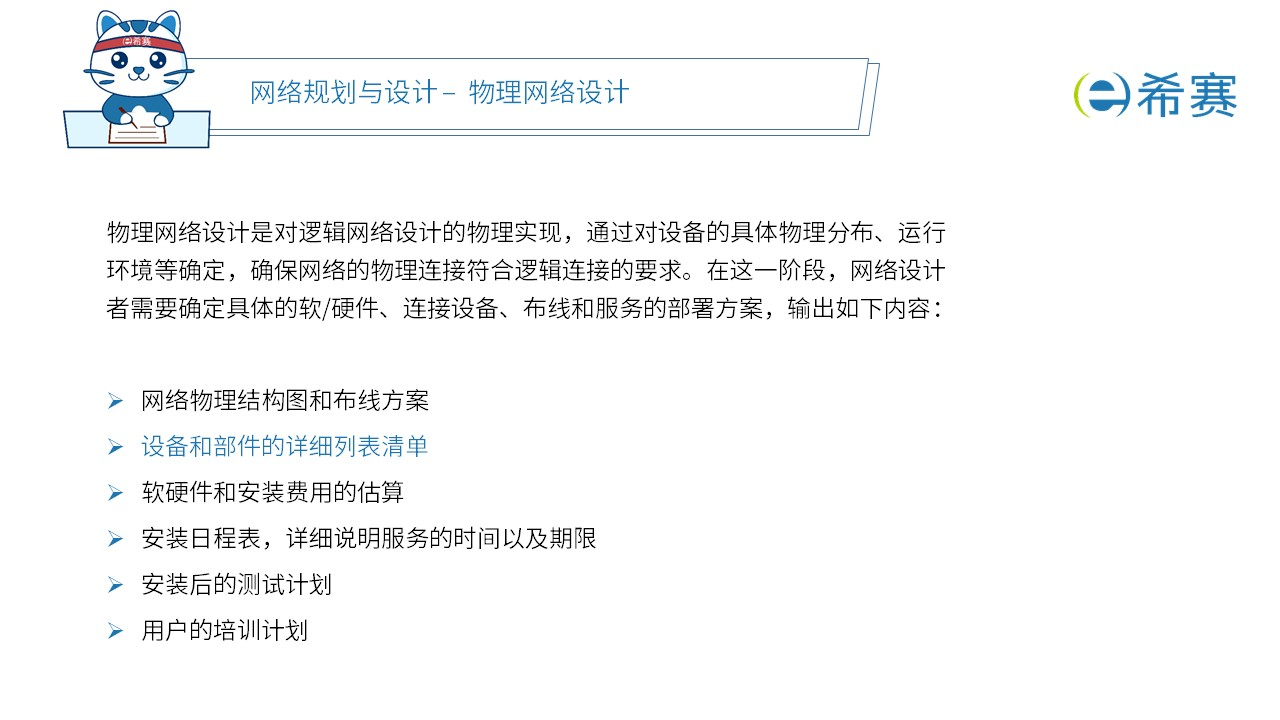 希赛
网络规划与设计 – 物理网络设计
希赛
物理网络设计是对逻辑网络设计的物理实现，通过对设备的具体物理分布、运行
环境等确定，确保网络的物理连接符合逻辑连接的要求。在这一阶段，网络设计
者需要确定具体的软/硬件、连接设备、布线和服务的部署方案，输出如下内容：
网络物理结构图和布线方案
设备和部件的详细列表清单
软硬件和安装费用的估算
安装日程表，详细说明服务的时间以及期限
安装后的测试计划
用户的培训计划